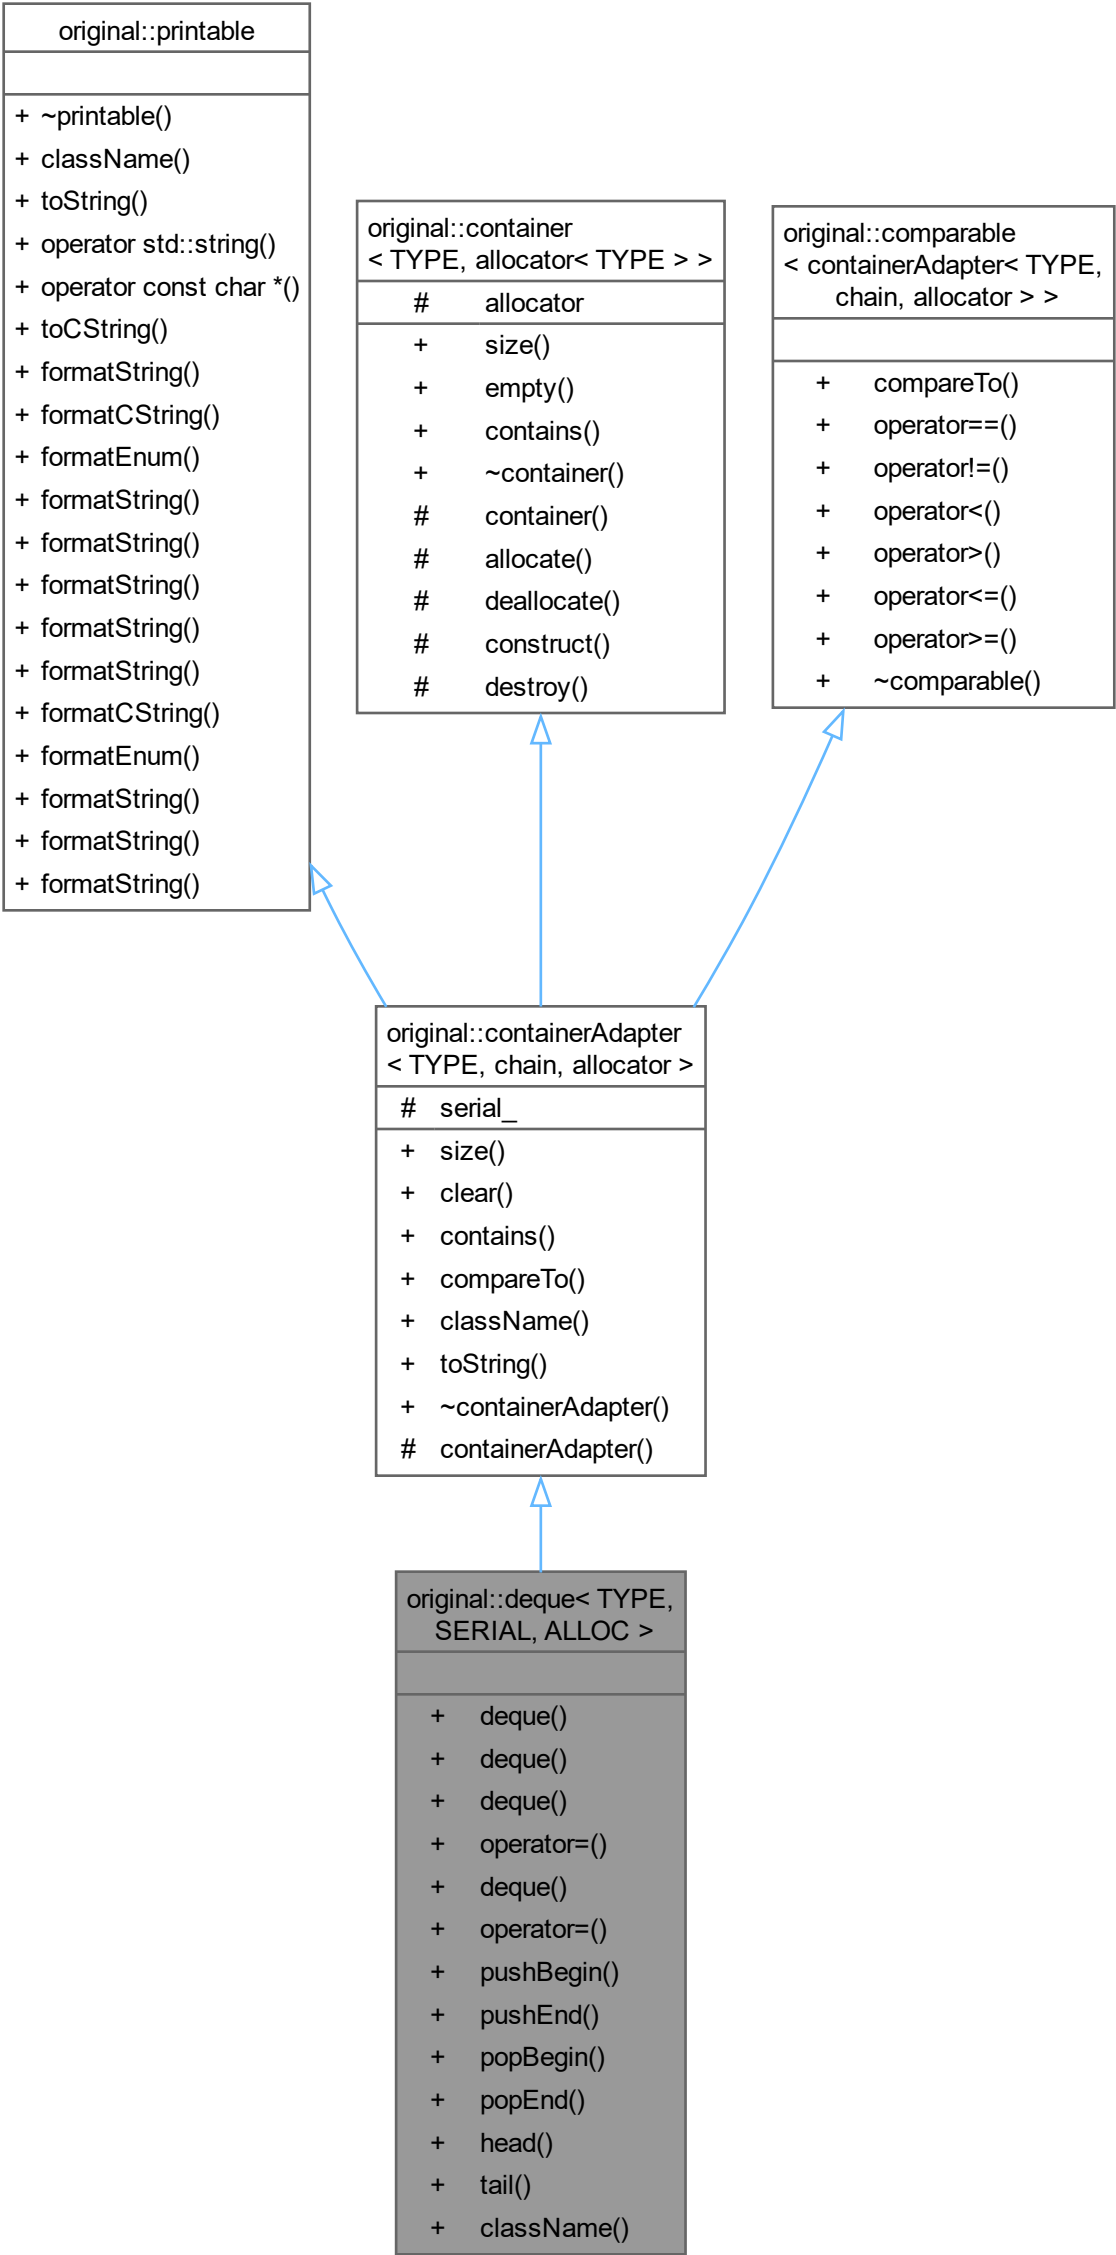 original::printable
+ ~printable()
+ className()
+ toString()
+ operator std::string()
+ operator const char *()
+ toCString()
+ formatString()
+ formatCString()
+ formatEnum()
+ formatString()
+ formatString()
+ formatString()
+ formatString()
+ formatString()
+ formatCString()
+ formatEnum()
+ formatString()
+ formatString()
+ formatString()
original::container
< TYPE, allocator< TYPE > >
# allocator
+ size()
+ empty()
+ contains()
+ ~container()
# container()
# allocate()
# deallocate()
# construct()
# destroy()
original::comparable
< containerAdapter< TYPE,
chain, allocator > >
+ compareTo()
+ operator==()
+ operator!=()
+ operator<()
+ operator>()
+ operator<=()
+ operator>=()
+ ~comparable()
original::containerAdapter
< TYPE, chain, allocator >
# serial_
+ size()
+ clear()
+ contains()
+ compareTo()
+ className()
+ toString()
+ ~containerAdapter()
# containerAdapter()
original::deque< TYPE,
SERIAL, ALLOC >
+ deque()
+ deque()
+ deque()
+ operator=()
+ deque()
+ operator=()
+ pushBegin()
+ pushEnd()
+ popBegin()
+ popEnd()
+ head()
+ tail()
+ className()